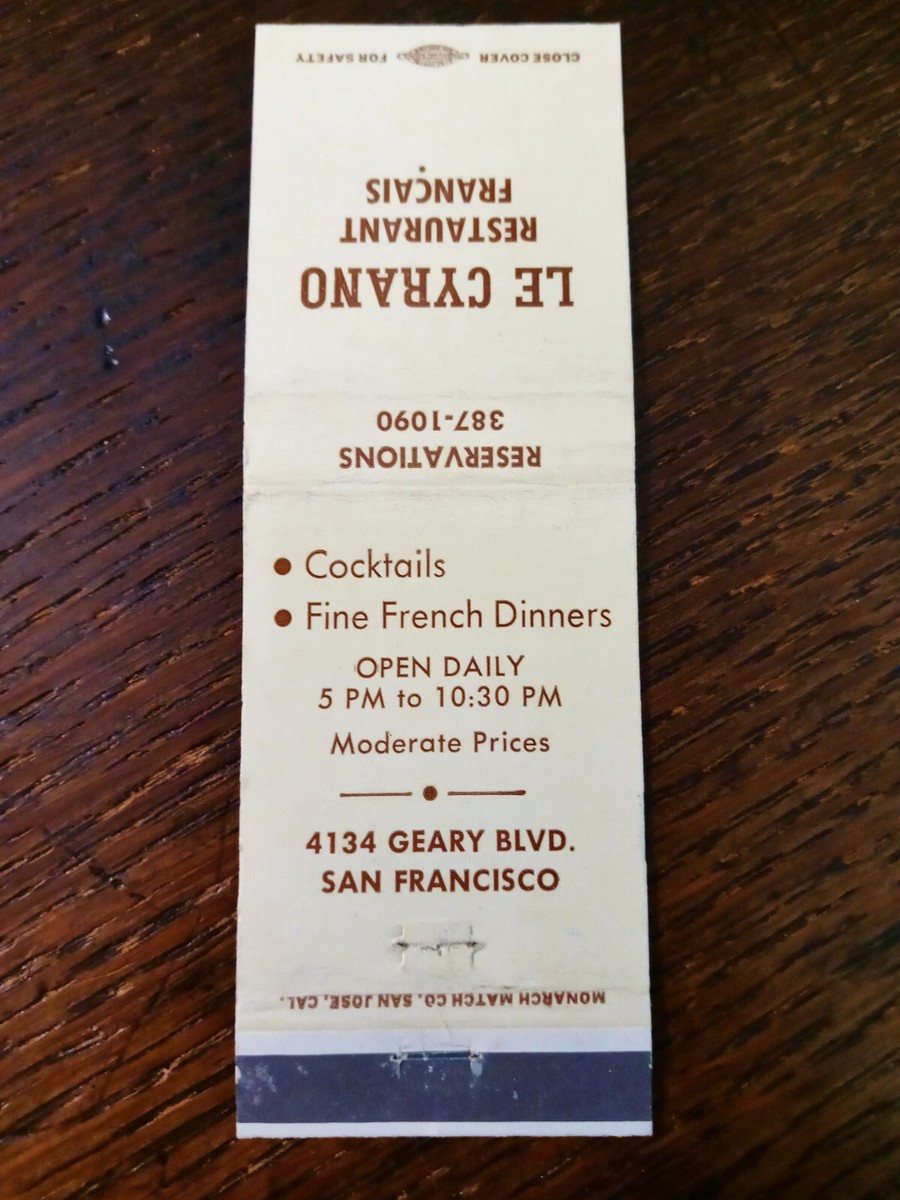 CLOSE COVER FOR SAFETY
LE CYRANO
RESTAURANT
FRANÇAIS
RESERVATIONS
387-1090
• Cocktails
• Fine French Dinners
OPEN DAILY
5 PM to 10:30 PM
Moderate Prices
4134 GEARY BLVD.
SAN FRANCISCO
MONARCH MATCH CO. SAN JOSE, CAL.